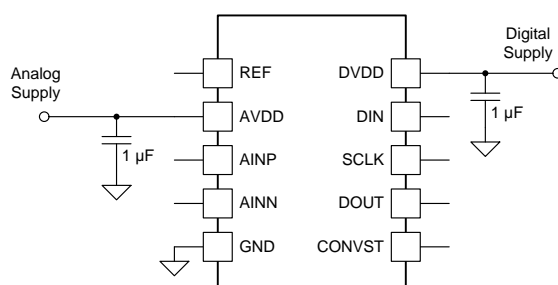 Analog
Supply
1 µF
REF
AVDD
AINP
AINN
GND
DVDD
DIN
SCLK
DOUT
CONVST
Digital
Supply
1 µF